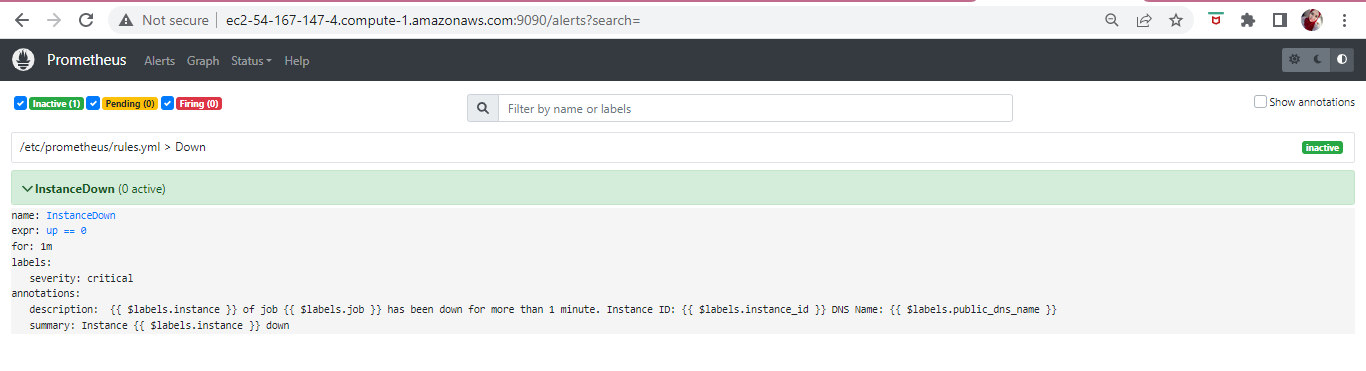 Not secure | ec2-54-167-147-4.compute-1.amazonaws.com:9090/alerts?search=
Prometheus Alerts Graph Status Help
Inactive (1) Pending (0) Firing (0) Filter by name or labels Show annotations
/etc/prometheus/rules.yml > Down inactive
InstanceDown (0 active)
name: InstanceDown
expr: up == 0
for: 1m
labels:
severity: critical
annotations:
description: {{ $labels.instance }} of job {{ $labels.job }} has been down for more than 1 minute. Instance ID: {{ $labels.instance_id }} DNS Name: {{ $labels.public_dns_name }}
summary: Instance {{ $labels.instance }} down